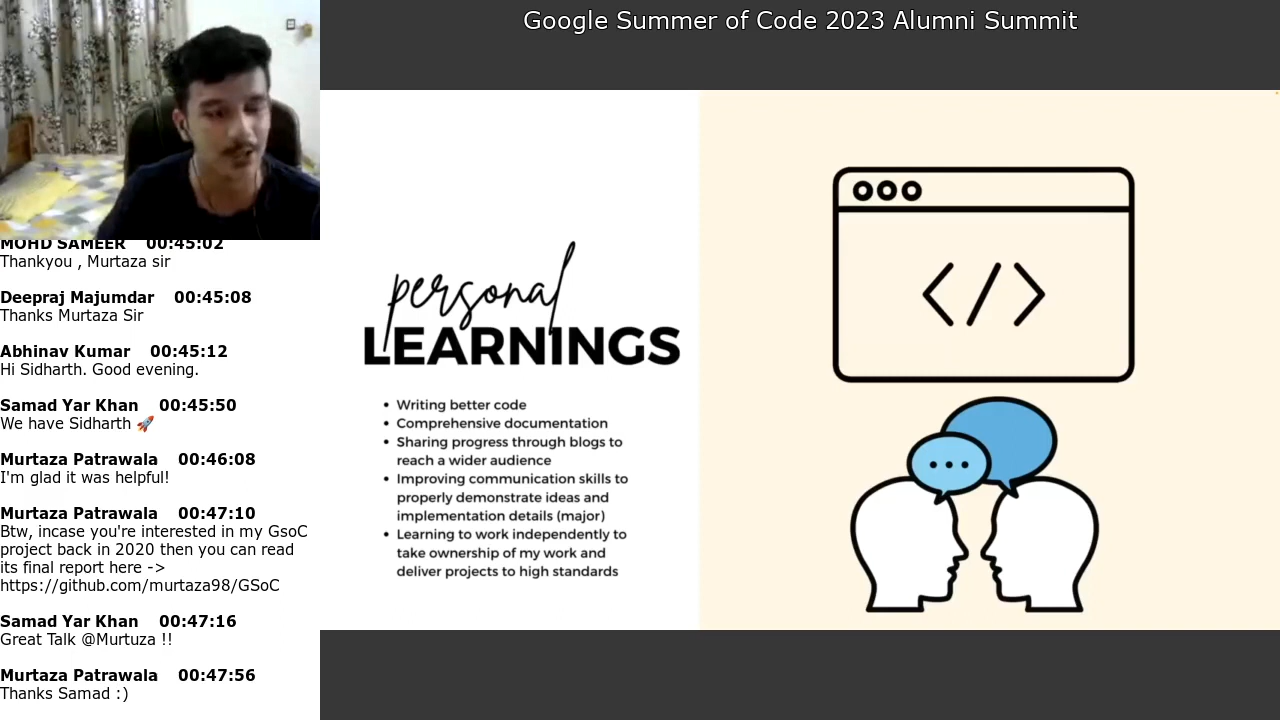 Google Summer of Code 2023 Alumni Summit
MOHD SAMEER 00:45:02
Thankyou , Murtaza sir
Deepraj Majumdar 00:45:08
Thanks Murtaza Sir
Abhinav Kumar 00:45:12
Hi Sidharth. Good evening.
Samad Yar Khan 00:45:50
We have Sidharth 🚀
Murtaza Patrawala 00:46:08
I'm glad it was helpful!
Murtaza Patrawala 00:47:10
Btw, incase you're interested in my GsoC
project back in 2020 then you can read
its final report here ->
https://github.com/murtaza98/GSoC
Samad Yar Khan 00:47:16
Great Talk @Murtuza !!
Murtaza Patrawala 00:47:56
Thanks Samad :)
personal
LEARNINGS
• Writing better code
• Comprehensive documentation
• Sharing progress through blogs to
reach a wider audience
• Improving communication skills to
properly demonstrate ideas and
implementation details (major)
• Learning to work independently to
take ownership of my work and
deliver projects to high standards